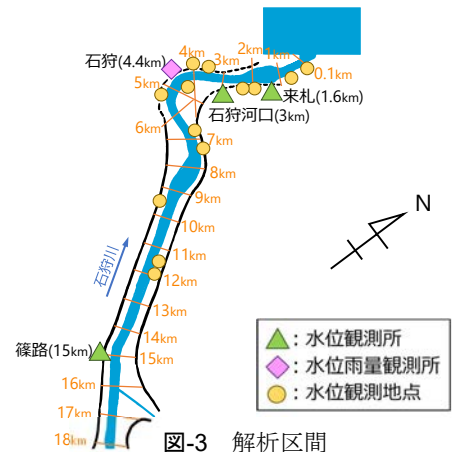 石狩(4.4km)
4km
3km
2km
1km
0.1km
来札(1.6km)
石狩河口(3km)
5km
6km
7km
8km
9km
10km
11km
12km
13km
14km
15km
16km
17km
18km
石狩川
篠路(15km)
N
：水位観測所
：水位雨量観測所
：水位観測地点
図-3 解析区間